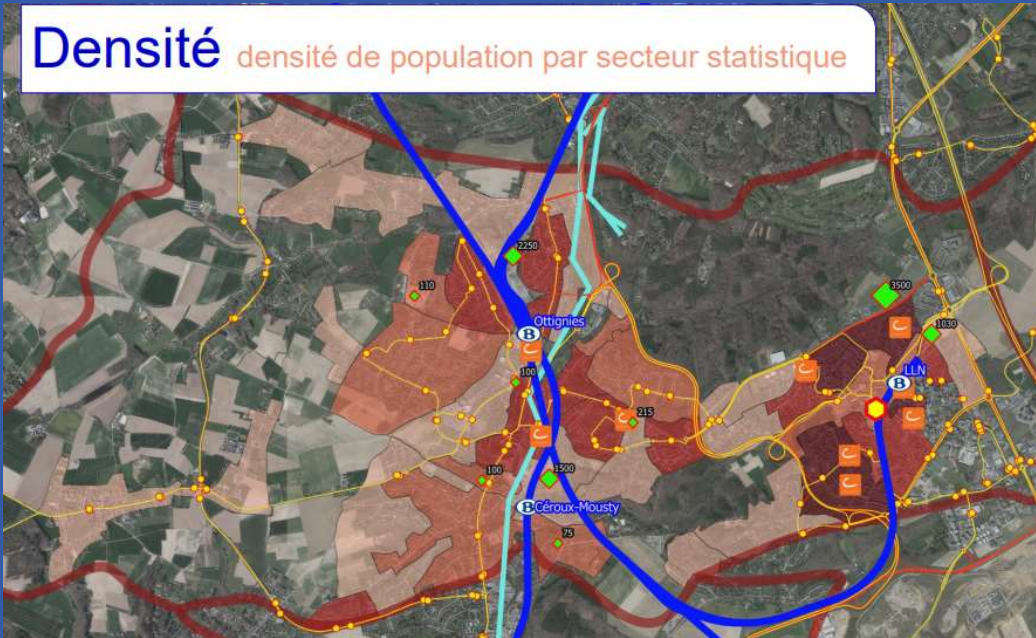 Densité densité de population par secteur statistique
2250
110
3500
B Ottignies
1030
100
LLN
B
215
100
1500
B Céroux-Mousty
75